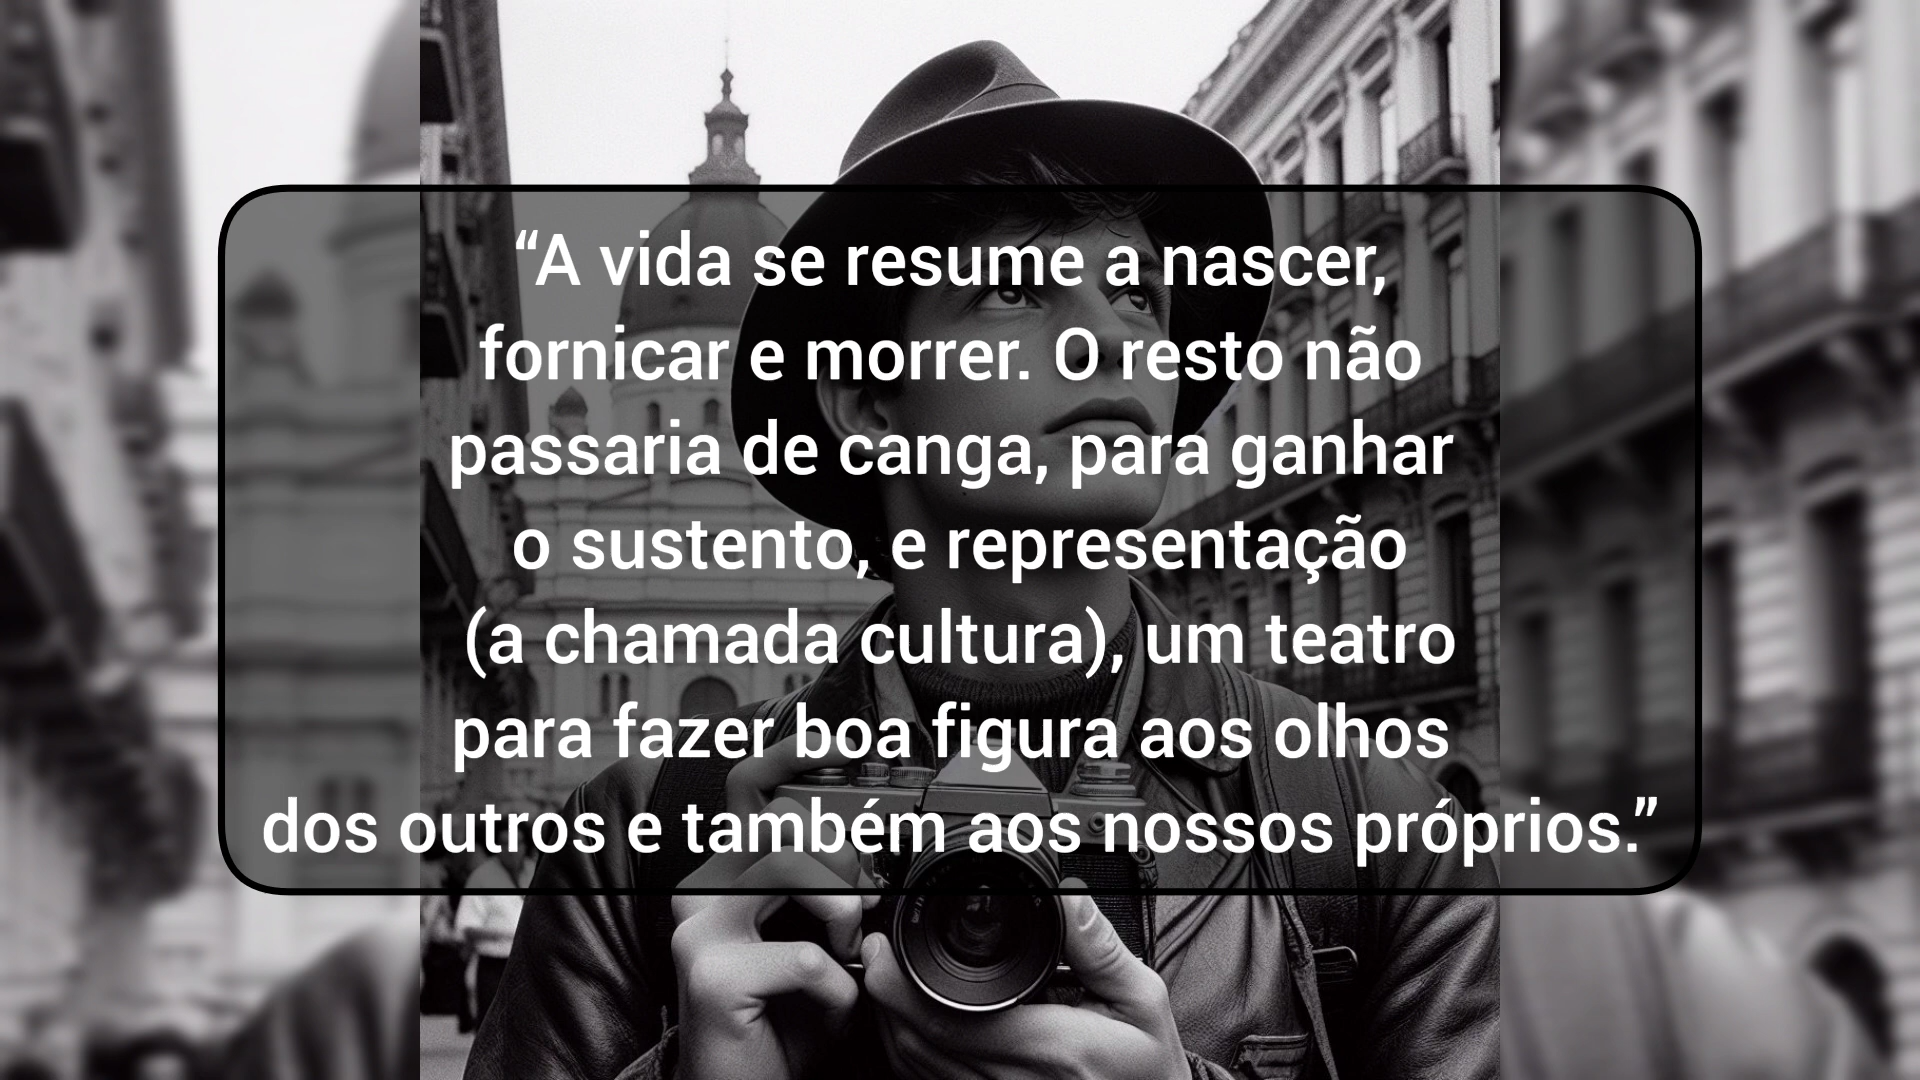 “A vida se resume a nascer,
fornicar e morrer. O resto não
passaria de canga, para ganhar
o sustento, e representação
(a chamada cultura), um teatro
para fazer boa figura aos olhos
dos outros e também aos nossos próprios.”